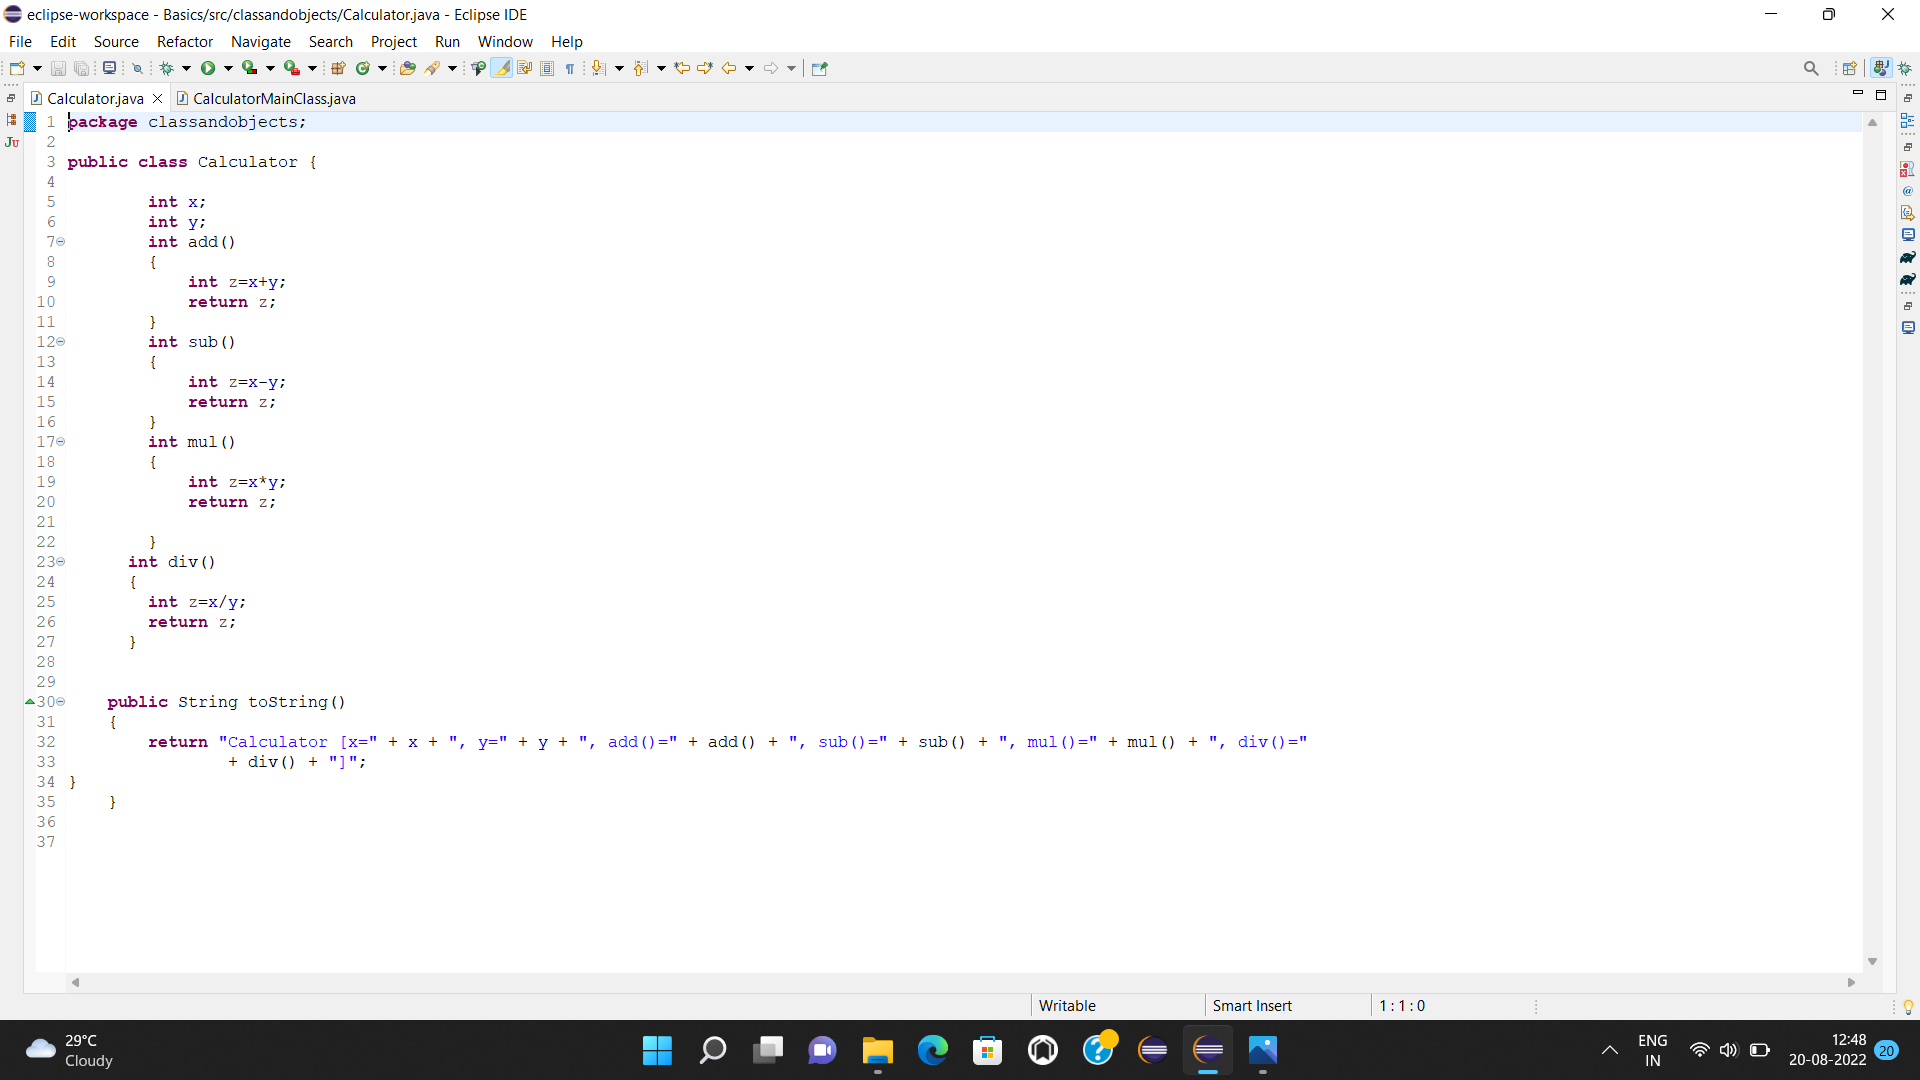 eclipse-workspace - Basics/src/classandobjects/Calculator.java - Eclipse IDE
File Edit Source Refactor Navigate Search Project Run Window Help
Calculator.java CalculatorMainClass.java
1 package classandobjects;
2
3 public class Calculator {
4
5 int x;
6 int y;
7 int add()
8 {
9 int z=x+y;
10 return z;
11 }
12 int sub()
13 {
14 int z=x-y;
15 return z;
16 }
17 int mul()
18 {
19 int z=x*y;
20 return z;
21
22 }
23 int div()
24 {
25 int z=x/y;
26 return z;
27 }
28
29
30 public String toString()
31 {
32 return "Calculator [x=" + x + ", y=" + y + ", add()=" + add() + ", sub()=" + sub() + ", mul()=" + mul() + ", div()="
33 + div() + "]";
34 }
35 }
36
37
Writable Smart Insert 1 : 1 : 0
29°C
Cloudy
ENG
IN
12:48
20-08-2022
20